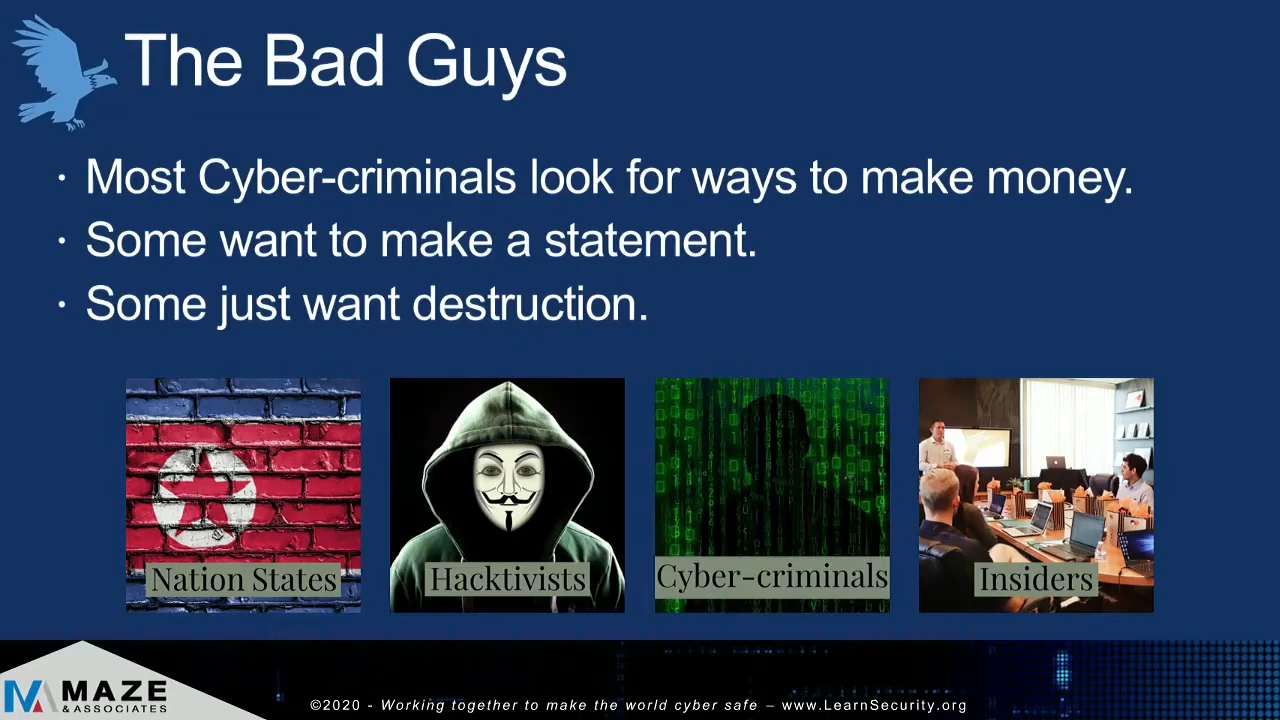 The Bad Guys
· Most Cyber-criminals look for ways to make money.
· Some want to make a statement.
· Some just want destruction.
Nation States
Hacktivists
Cyber-criminals
Insiders
MAZE
& ASSOCIATES
©2020 - Working together to make the world cyber safe – www.LearnSecurity.org